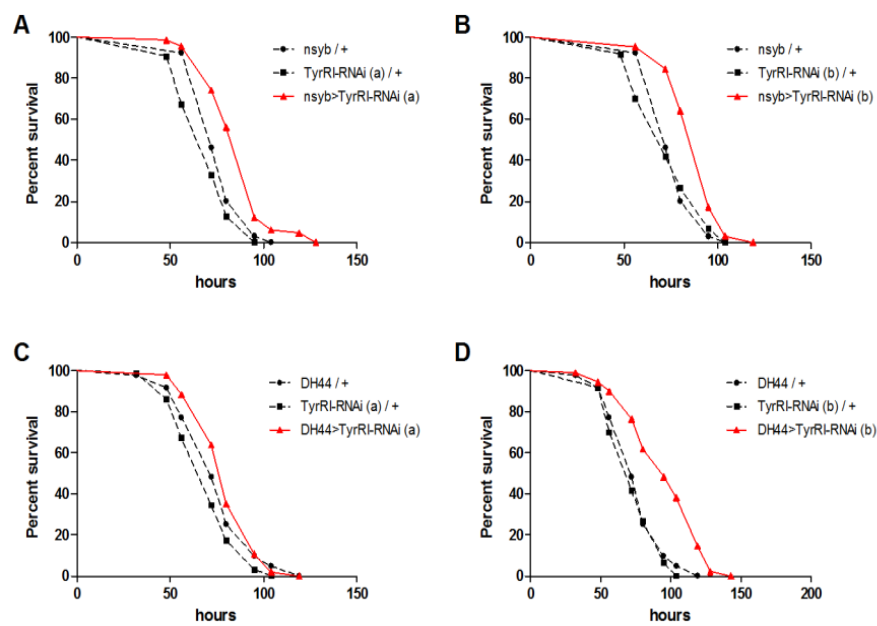 A
Percent survival
100
80
60
40
20
0
0 50 100 150
hours
nsyb / +
TyrRI-RNAi (a) / +
nsyb>TyrRI-RNAi (a)
B
Percent survival
100
80
60
40
20
0
0 50 100 150
hours
nsyb / +
TyrRI-RNAi (b) / +
nsyb>TyrRI-RNAi (b)
C
Percent survival
100
80
60
40
20
0
0 50 100 150
hours
DH44 / +
TyrRI-RNAi (a) / +
DH44>TyrRI-RNAi (a)
D
Percent survival
100
80
60
40
20
0
0 50 100 150 200
hours
DH44 / +
TyrRI-RNAi (b) / +
DH44>TyrRI-RNAi (b)